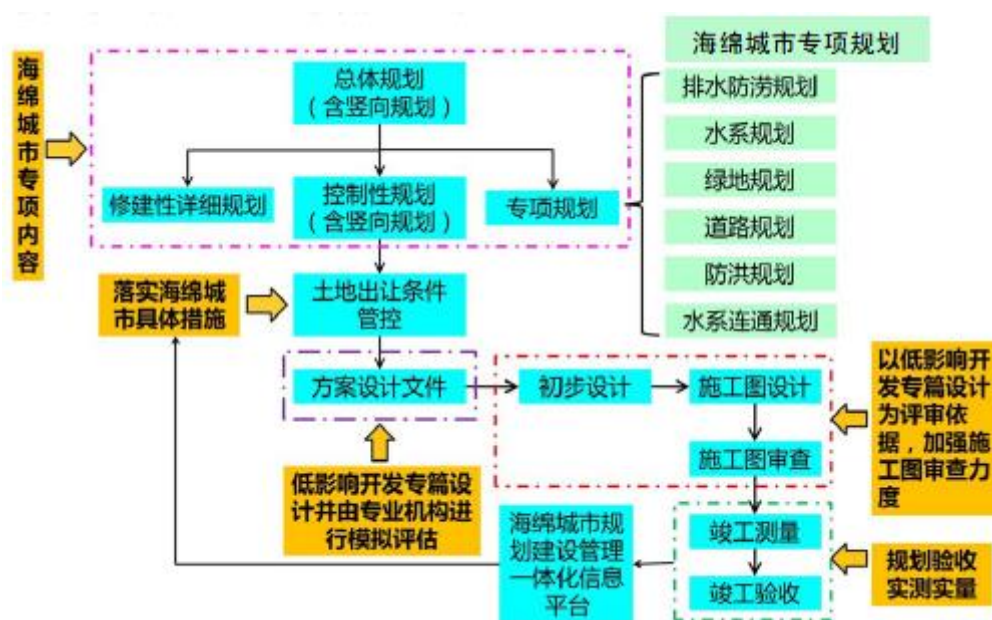 海绵城市专项内容
总体规划
（含竖向规划）
修建性详细规划
控制性规划
（含竖向规划）
专项规划
海绵城市专项规划
排水防涝规划
水系规划
绿地规划
道路规划
防洪规划
水系连通规划
落实海绵城
市具体措施
土地出让条件
管控
方案设计文件
初步设计
施工图设计
施工图审查
以低影响开
发专篇设计
为评审依
据，加强施
工图审查力
度
低影响开发专篇设
计并由专业机构进
行模拟评估
海绵城市规
划建设管理
一体化信息
平台
竣工测量
竣工验收
规划验收
实测实量